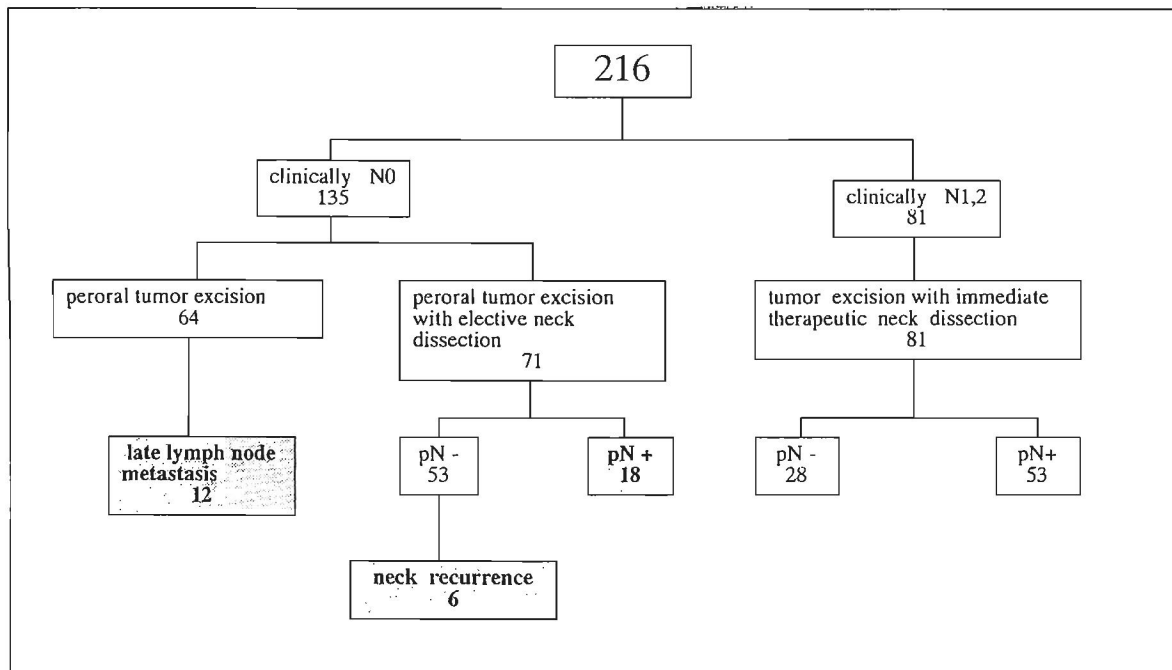 216
clinically N0
135
clinically N1,2
81
peroral tumor excision
64
peroral tumor excision
with elective neck
dissection
71
tumor excision with immediate
therapeutic neck dissection
81
late lymph node
metastasis
12
pN -
53
pN +
18
pN -
28
pN+
53
neck recurrence
6